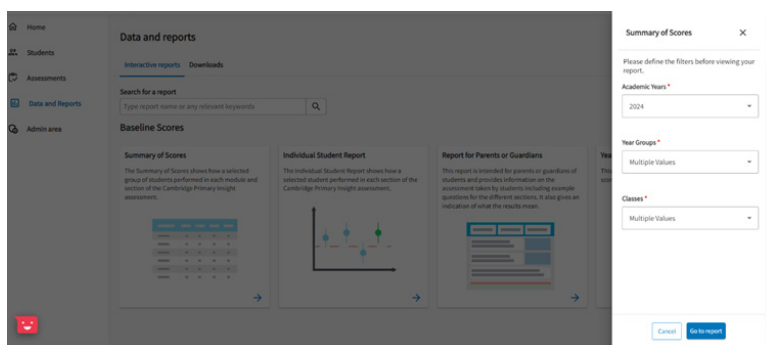 Home
Students
Assessments
Data and Reports
Admin area
Data and reports
Interactive reports Downloads
Search for a report
Type report name or any relevant keywords
Baseline Scores
Summary of Scores
The Summary of Scores shows how a selected
group of students performed in each module and
section of the Cambridge Primary Insight
assessment.
Individual Student Report
The Individual Student Report shows how a
selected student performed in each section of the
Cambridge Primary Insight assessment.
Report for Parents or Guardians
This report is intended for parents or guardians of
students and provides information on the
assessment taken by students including example
questions for the different sections. It also gives an
indication of what the results mean.
Yea
This
scor
Summary of Scores
Please define the filters before viewing your
report.
Academic Years *
2024
Year Groups *
Multiple Values
Classes *
Multiple Values
Cancel Go to report